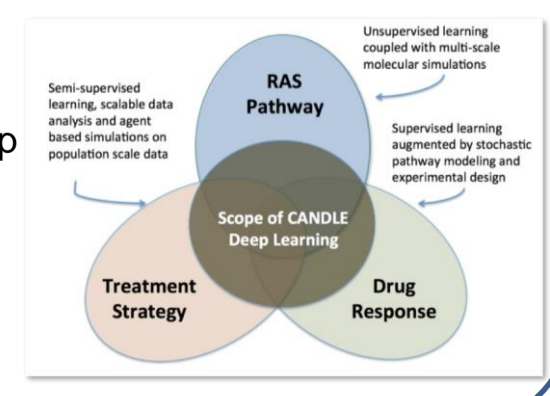 Unsupervised learning
coupled with multi-scale
molecular simulations
RAS
Pathway
Semi-supervised
learning, scalable data
analysis and agent
based simulations on
population scale data
p
Supervised learning
augmented by stochastic
pathway modeling and
experimental design
Scope of CANDLE
Deep Learning
Treatment
Strategy
Drug
Response